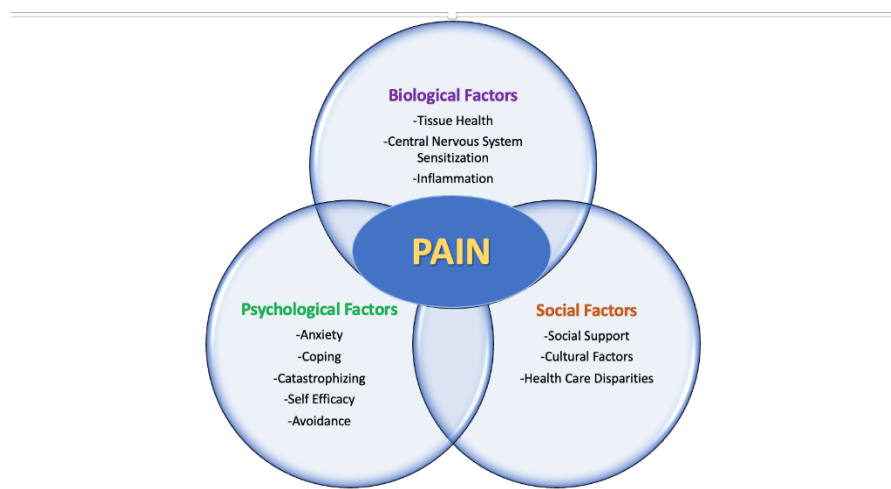 Biological Factors
-Tissue Health
-Central Nervous System
Sensitization
-Inflammation
PAIN
Psychological Factors
-Anxiety
-Coping
-Catastrophizing
-Self Efficacy
-Avoidance
Social Factors
-Social Support
-Cultural Factors
-Health Care Disparities